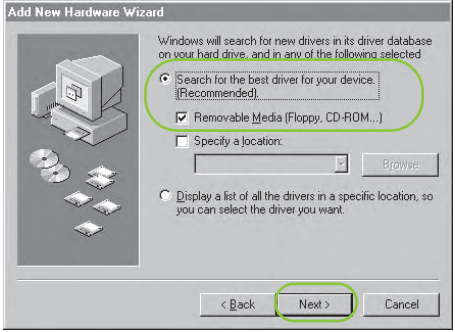 Add New Hardware Wizard
Windows will search for new drivers in its driver database
on your hard drive, and in any of the following selected
Search for the best driver for your device.
(Recommended).
Removable Media (Floppy, CD-ROM...)
Specify a location:
Browse
Display a list of all the drivers in a specific location, so
you can select the driver you want.
< Back Next > Cancel